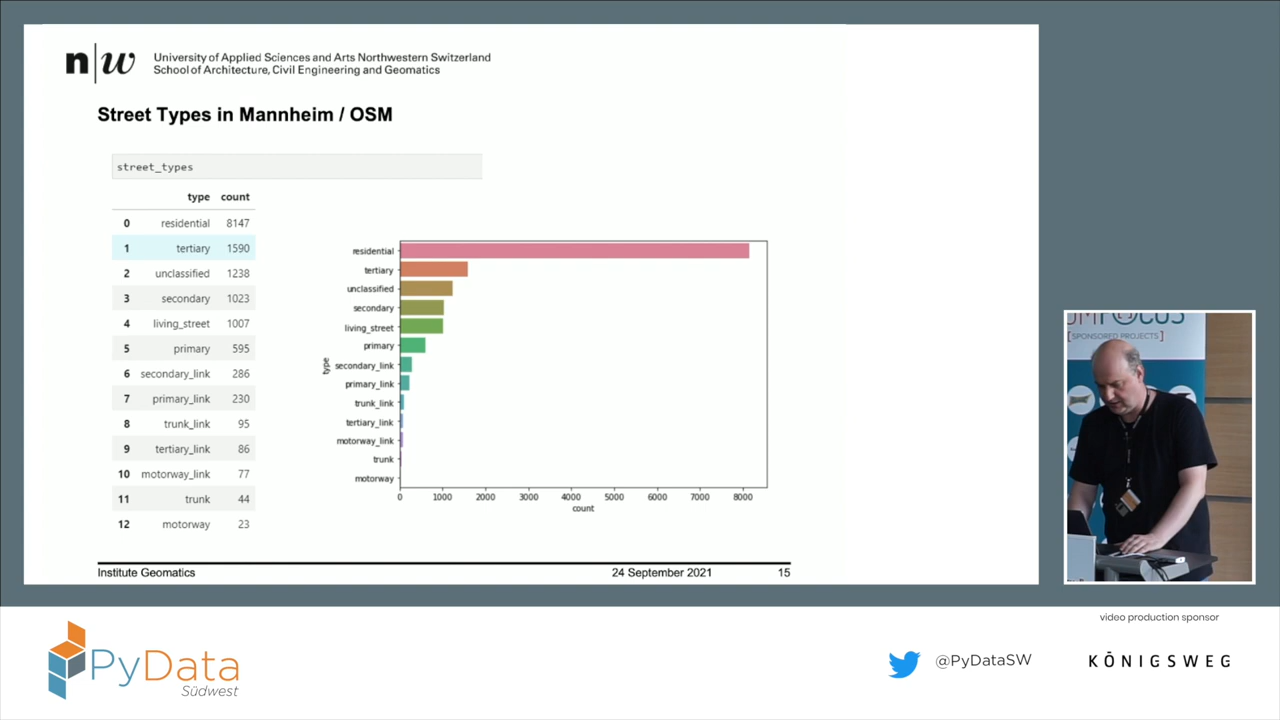 n|w University of Applied Sciences and Arts Northwestern Switzerland
School of Architecture, Civil Engineering and Geomatics
Street Types in Mannheim / OSM
street_types
type count
0 residential 8147
1 tertiary 1590
2 unclassified 1238
3 secondary 1023
4 living_street 1007
5 primary 595
6 secondary_link 286
7 primary_link 230
8 trunk_link 95
9 tertiary_link 86
10 motorway_link 77
11 trunk 44
12 motorway 23
residential
tertiary
unclassified
secondary
living_street
primary
secondary_link
primary_link
trunk_link
tertiary_link
motorway_link
trunk
motorway
type
0 1000 2000 3000 4000 5000 6000 7000 8000
count
Institute Geomatics 24 September 2021 15
[SPONSORED PROJECTS]
video production sponsor
PyData
Südwest
@PyDataSW
KÖNIGSWEG